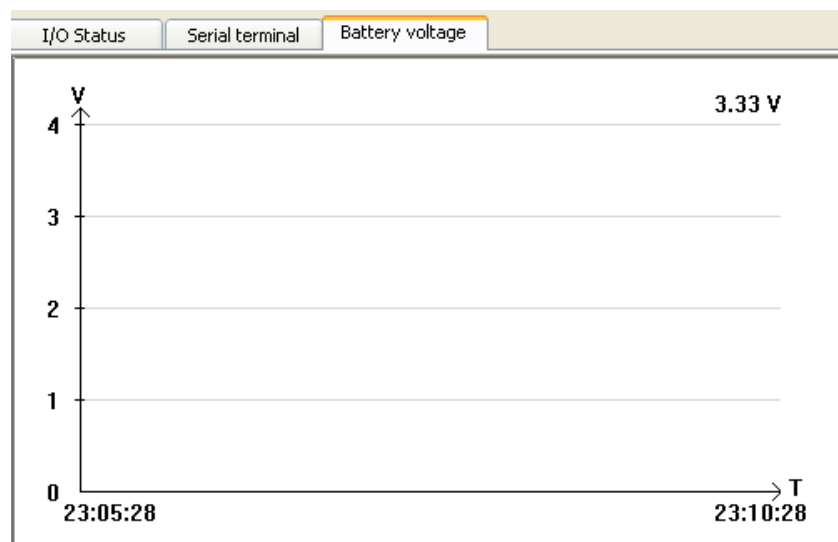 I/O Status Serial terminal Battery voltage
V
3.33 V
4
3
2
1
0
T
23:05:28 23:10:28